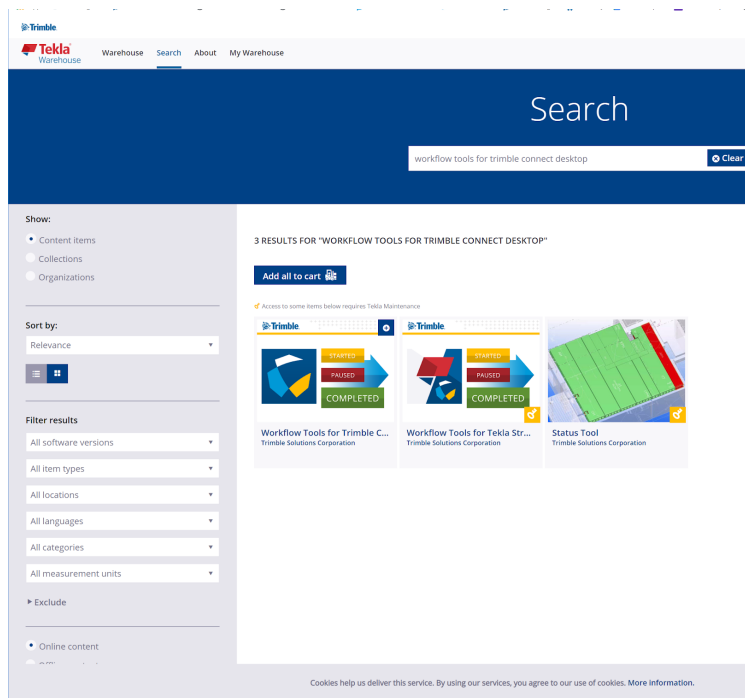 Trimble
Tekla
Warehouse
Warehouse Search About My Warehouse
Search
workflow tools for trimble connect desktop
Clear
Show:
Content items
Collections
Organizations
3 RESULTS FOR "WORKFLOW TOOLS FOR TRIMBLE CONNECT DESKTOP"
Add all to cart
Access to some items below requires Tekla Maintenance
Sort by:
Relevance
Trimble
STARTED
PAUSED
COMPLETED
Workflow Tools for Trimble C...
Trimble Solutions Corporation
Trimble
STARTED
PAUSED
COMPLETED
Workflow Tools for Tekla Str...
Trimble Solutions Corporation
Status Tool
Trimble Solutions Corporation
Filter results
All software versions
All item types
All locations
All languages
All categories
All measurement units
Exclude
Online content
Cookies help us deliver this service. By using our services, you agree to our use of cookies. More information.